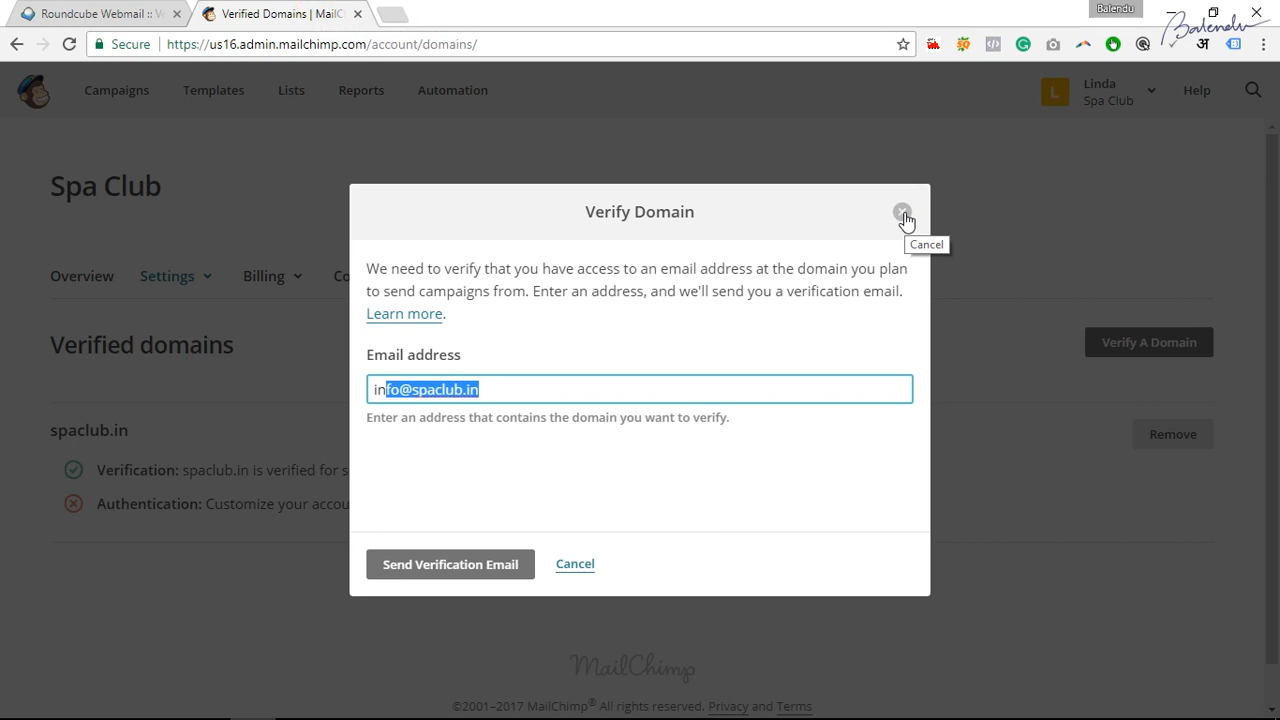 Roundcube Webmail :: W
Verified Domains | MailC
Balendu
Balendu
Secure
https://us16.admin.mailchimp.com/account/domains/
अ
Campaigns
Templates
Lists
Reports
Automation
L
Linda
Spa Club
Help
Spa Club
Verify Domain
Cancel
Overview
Settings
Billing
Co
We need to verify that you have access to an email address at the domain you plan
to send campaigns from. Enter an address, and we'll send you a verification email.
Learn more.
Verified domains
Verify A Domain
Email address
info@spaclub.in
Enter an address that contains the domain you want to verify.
spaclub.in
Remove
Verification: spaclub.in is verified for s
Authentication: Customize your accou
Send Verification Email
Cancel
MailChimp
©2001–2017 MailChimp® All rights reserved. Privacy and Terms